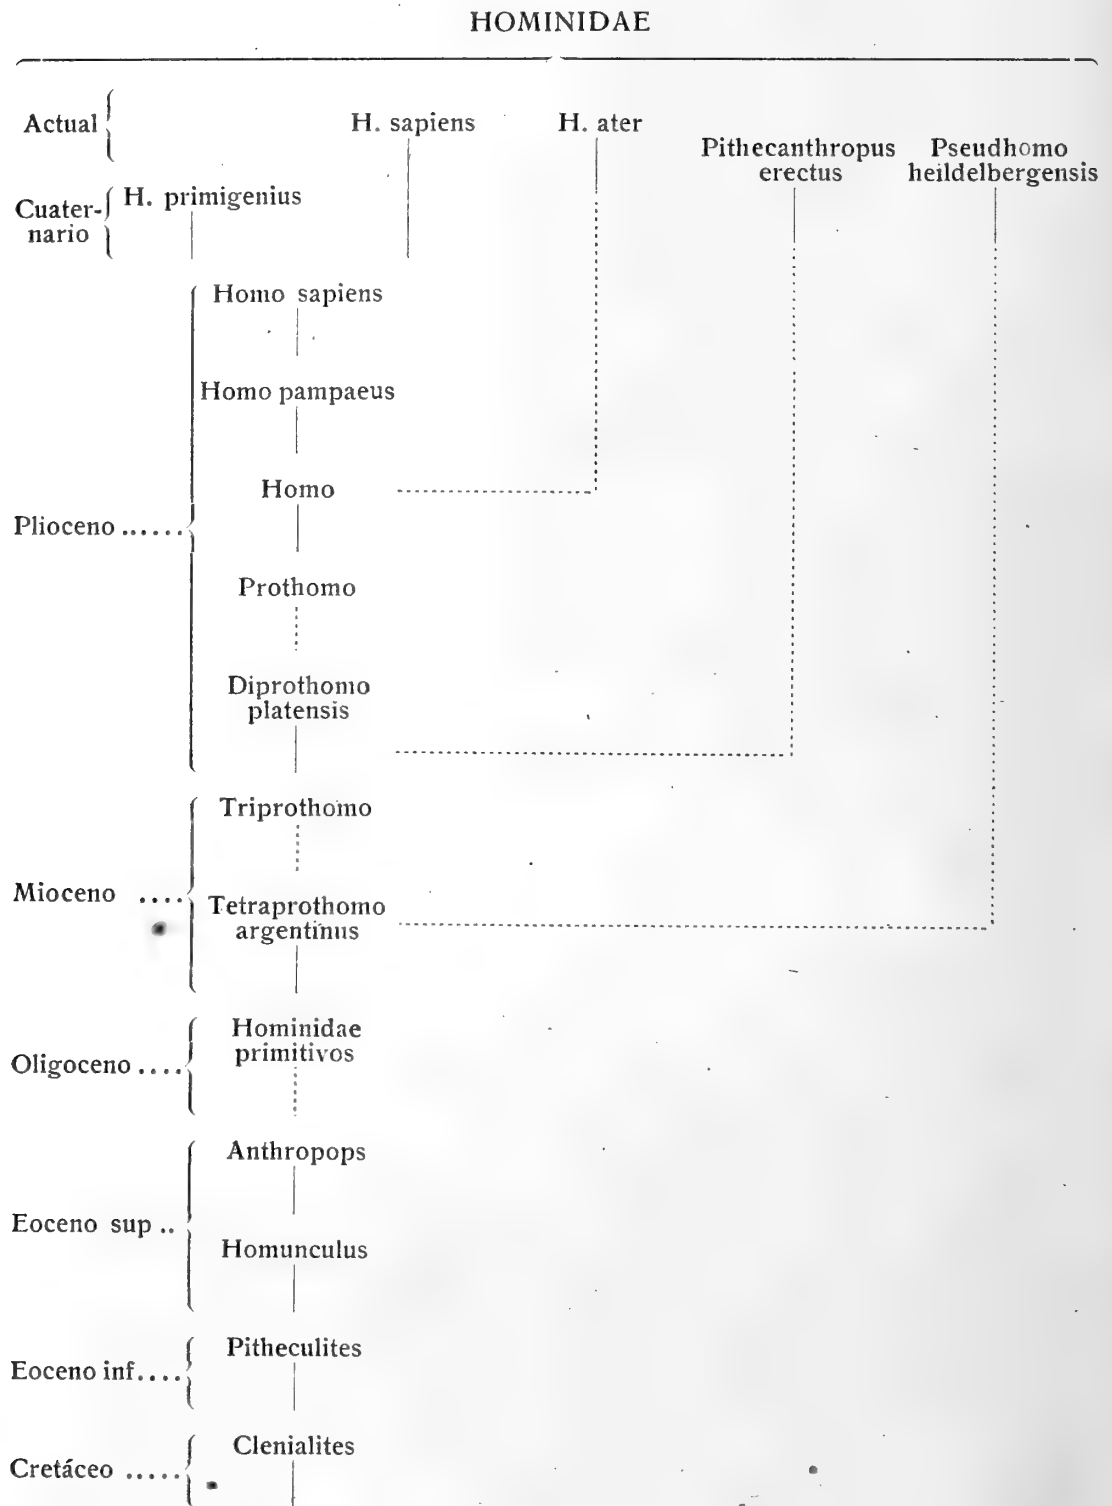 HOMINIDAE
Actual
H. sapiens
H. ater
Pithecanthropus
erectus
Pseudhomo
heildelbergensis
Cuater-
nario
H. primigenius
Homo sapiens
Homo pampaeus
Homo
Plioceno ......
Prothomo
Diprothomo
platensis
Triprothomo
Mioceno ....
Tetraprothomo
argentinus
Hominidae
primitivos
Oligoceno ....
Anthropops
Eoceno sup ..
Homunculus
Pitheculites
Eoceno inf....
Clenialites
Cretáceo .....